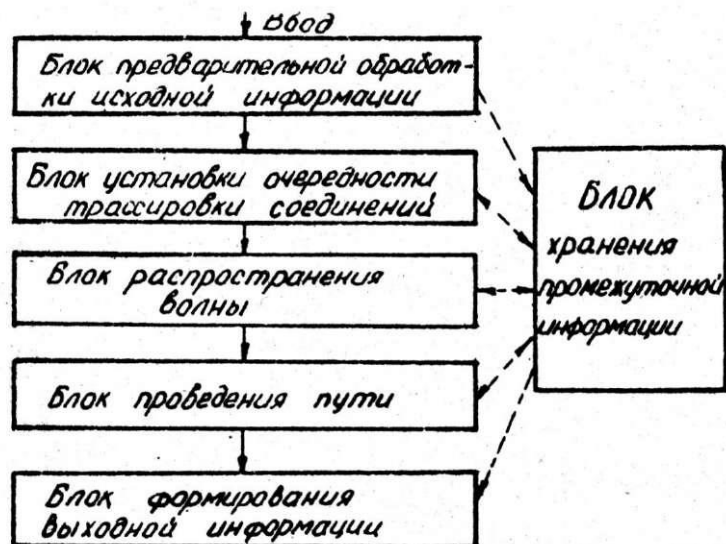 Ввод
Блок предварительной обработ-
ки исходной информации
Блок установки очередности
трассировки соединений
Блок распространения
волны
Блок проведения пути
Блок формирования
выходной информации
Блок
хранения
промежуточной
информации